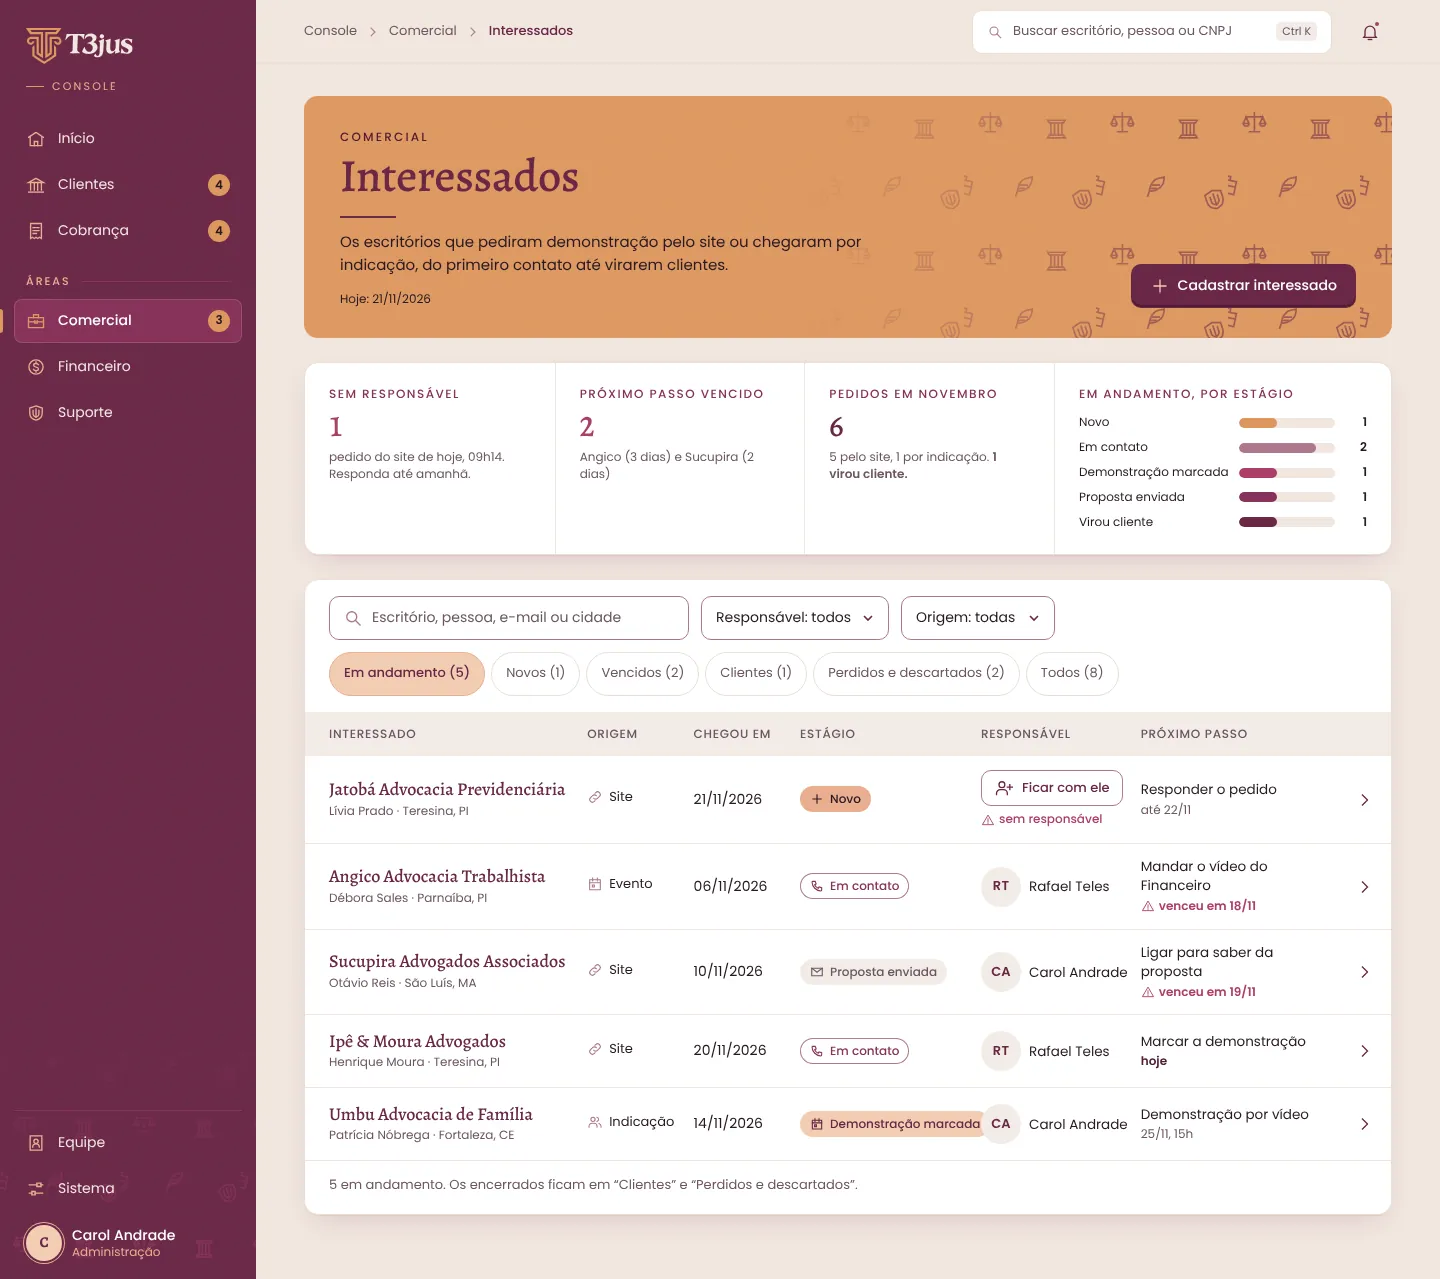 T3jus
CONSOLE
Início
Clientes 4
Cobrança 4
ÁREAS
Comercial 3
Financeiro
Suporte
Equipe
Sistema
C
Carol Andrade
Administração
Console > Comercial > Interessados
Buscar escritório, pessoa ou CNPJ Ctrl K
COMERCIAL
Interessados
Os escritórios que pediram demonstração pelo site ou chegaram por
indicação, do primeiro contato até virarem clientes.
Hoje: 21/11/2026
Cadastrar interessado
SEM RESPONSÁVEL
1
pedido do site de hoje, 09h14.
Responda até amanhã.
PRÓXIMO PASSO VENCIDO
2
Angico (3 dias) e Sucupira (2
dias)
PEDIDOS EM NOVEMBRO
6
5 pelo site, 1 por indicação. 1
virou cliente.
EM ANDAMENTO, POR ESTÁGIO
Novo 1
Em contato 2
Demonstração marcada 1
Proposta enviada 1
Virou cliente 1
Escritório, pessoa, e-mail ou cidade
Responsável: todos
Origem: todas
Em andamento (5)
Novos (1)
Vencidos (2)
Clientes (1)
Perdidos e descartados (2)
Todos (8)
INTERESSADO ORIGEM CHEGOU EM ESTÁGIO RESPONSÁVEL PRÓXIMO PASSO
Jatobá Advocacia Previdenciária
Lívia Prado · Teresina, PI
Site
21/11/2026
Novo
Ficar com ele
sem responsável
Responder o pedido
até 22/11
Angico Advocacia Trabalhista
Débora Sales · Parnaíba, PI
Evento
06/11/2026
Em contato
RT Rafael Teles
Mandar o vídeo do
Financeiro
venceu em 18/11
Sucupira Advogados Associados
Otávio Reis · São Luís, MA
Site
10/11/2026
Proposta enviada
CA Carol Andrade
Ligar para saber da
proposta
venceu em 19/11
Ipê & Moura Advogados
Henrique Moura · Teresina, PI
Site
20/11/2026
Em contato
RT Rafael Teles
Marcar a demonstração
hoje
Umbu Advocacia de Família
Patrícia Nóbrega · Fortaleza, CE
Indicação
14/11/2026
Demonstração marcada
CA Carol Andrade
Demonstração por vídeo
25/11, 15h
5 em andamento. Os encerrados ficam em “Clientes” e “Perdidos e descartados”.